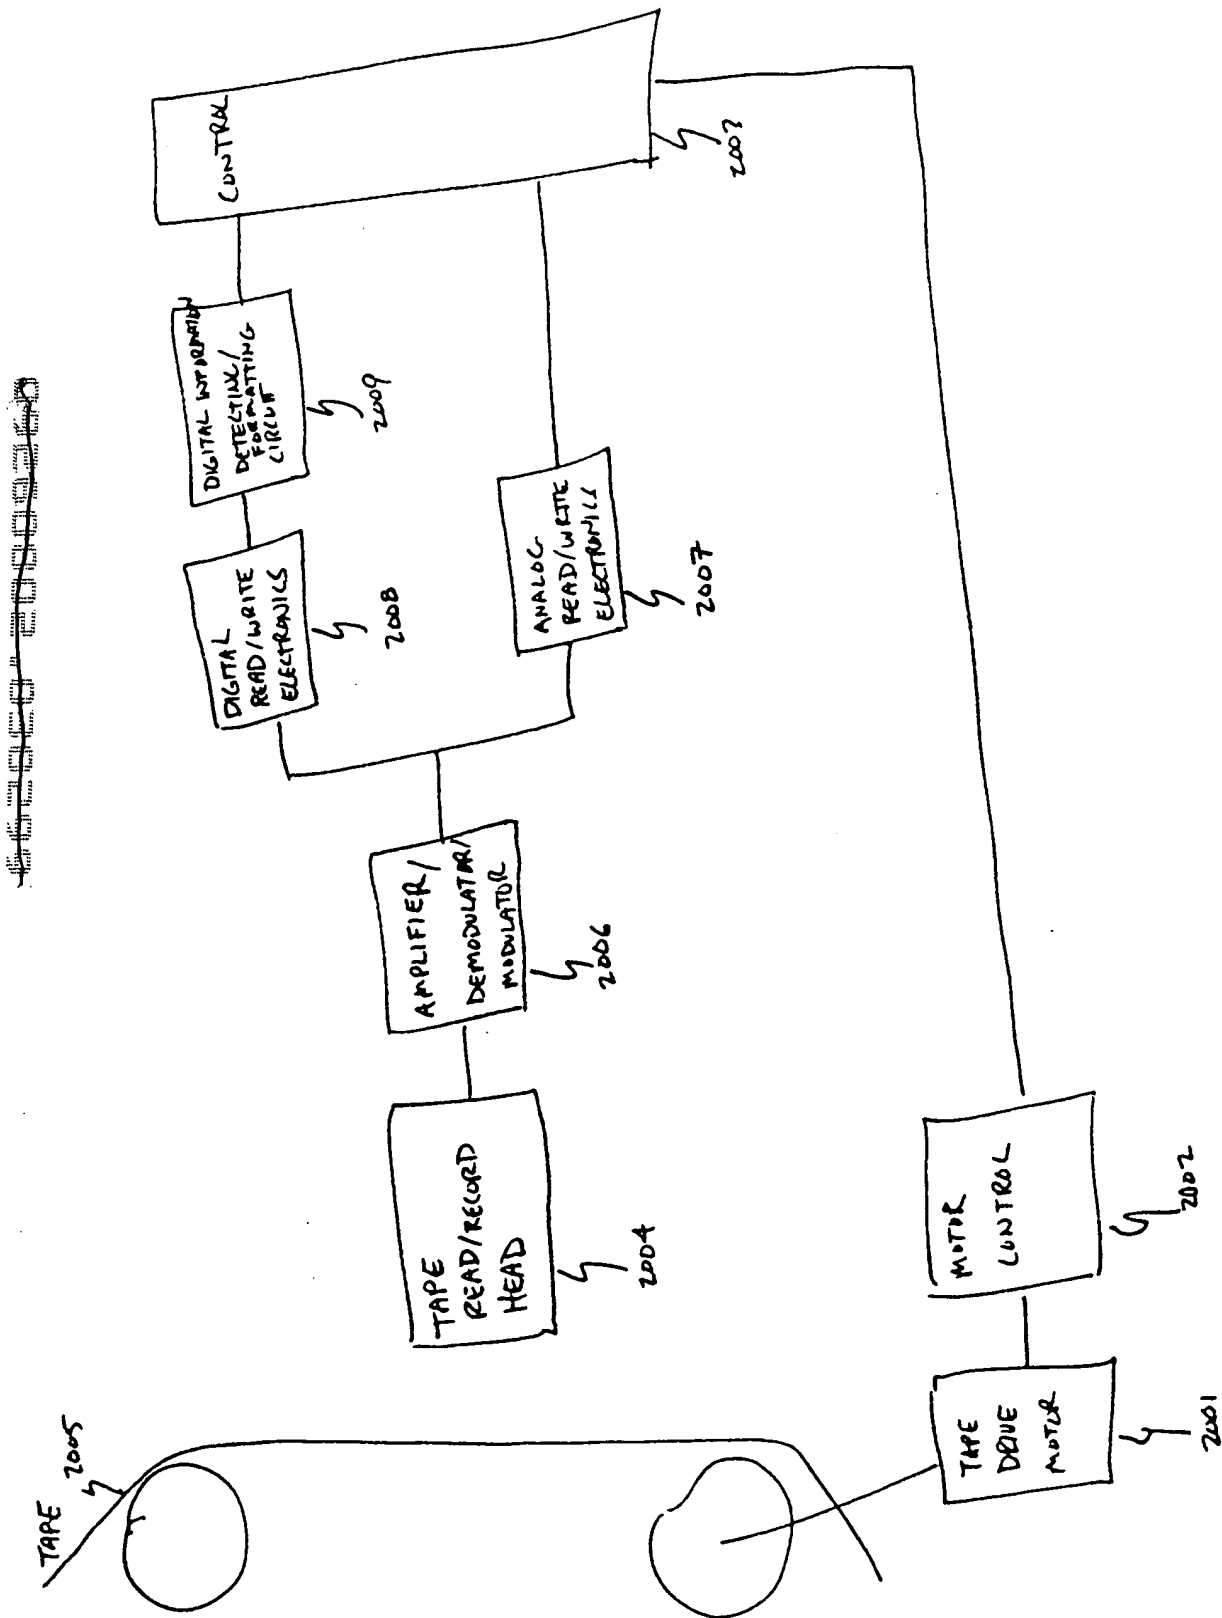 TAPE
2005
TAPE
READ/RECORD
HEAD
2004
AMPLIFIER/
DEMODULATOR/
MODULATOR
2006
DIGITAL
READ/WRITE
ELECTRONICS
2008
DIGITAL INFORMATION
DETECTING/
FORMATTING
CIRCUIT
2009
ANALOG
READ/WRITE
ELECTRONICS
2007
CONTROL
2003
TAPE
DRIVE
MOTOR
2001
MOTOR
CONTROL
2002